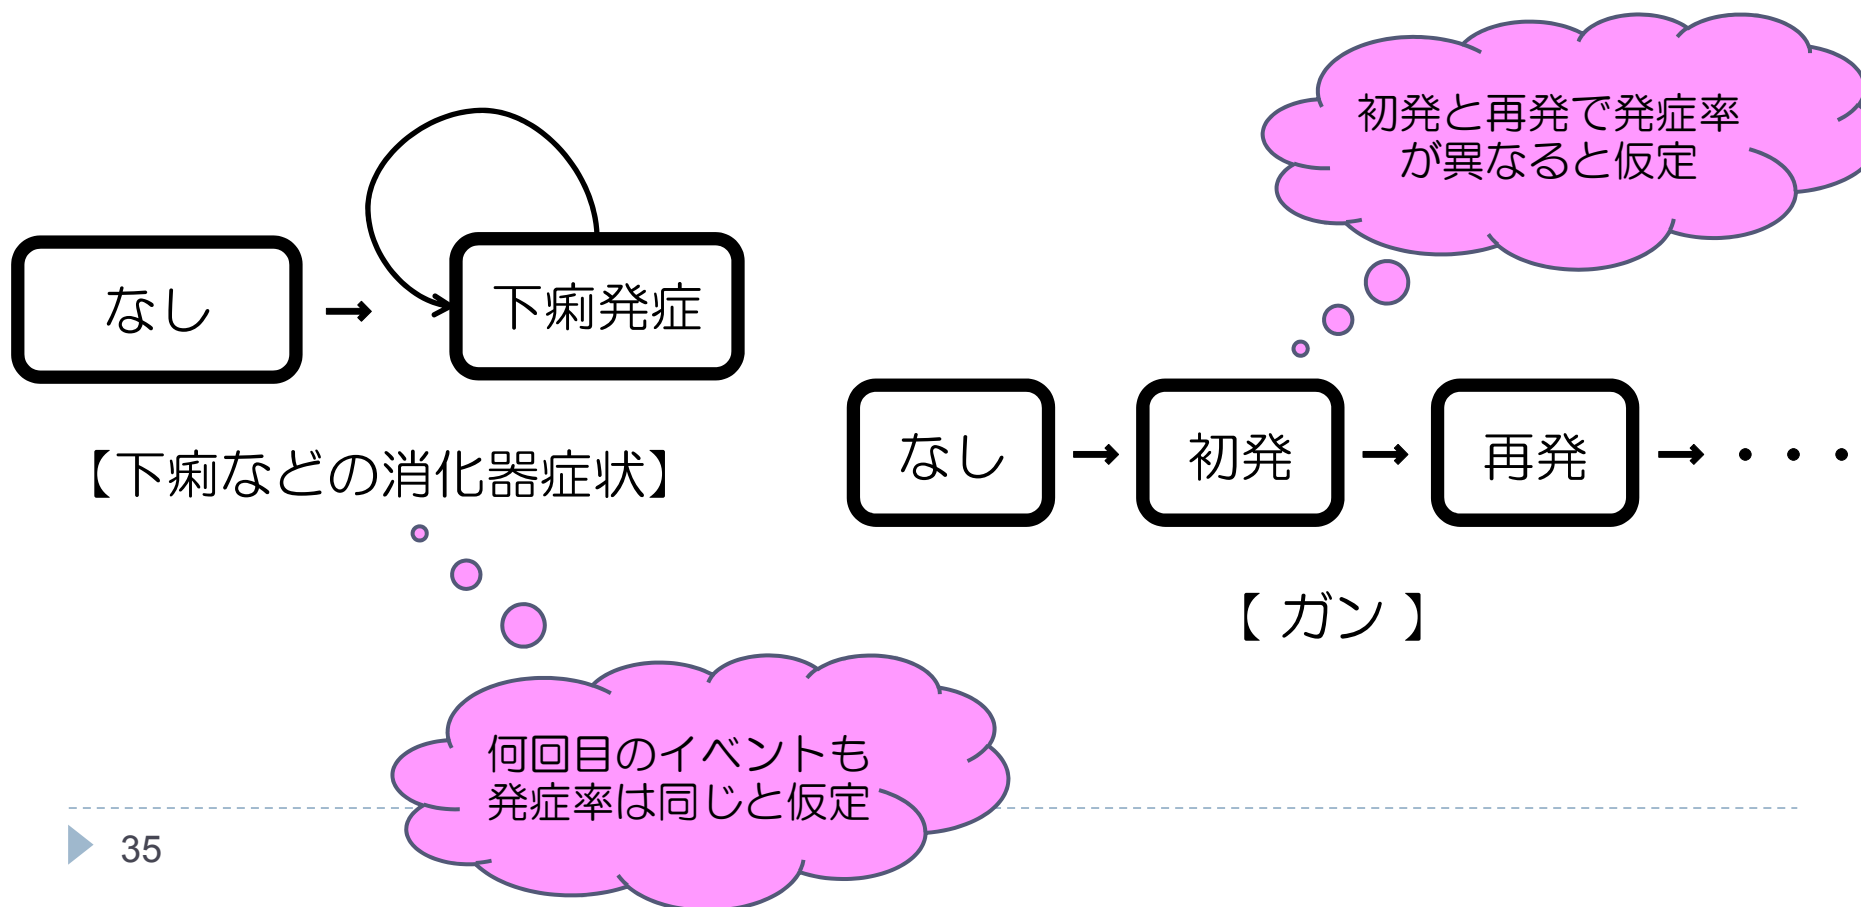 なし
下痢発症
【下痢などの消化器症状】
何回目のイベントも
発症率は同じと仮定
初発と再発で発症率
が異なると仮定
なし
初発
再発
・・・
【 ガン 】
35